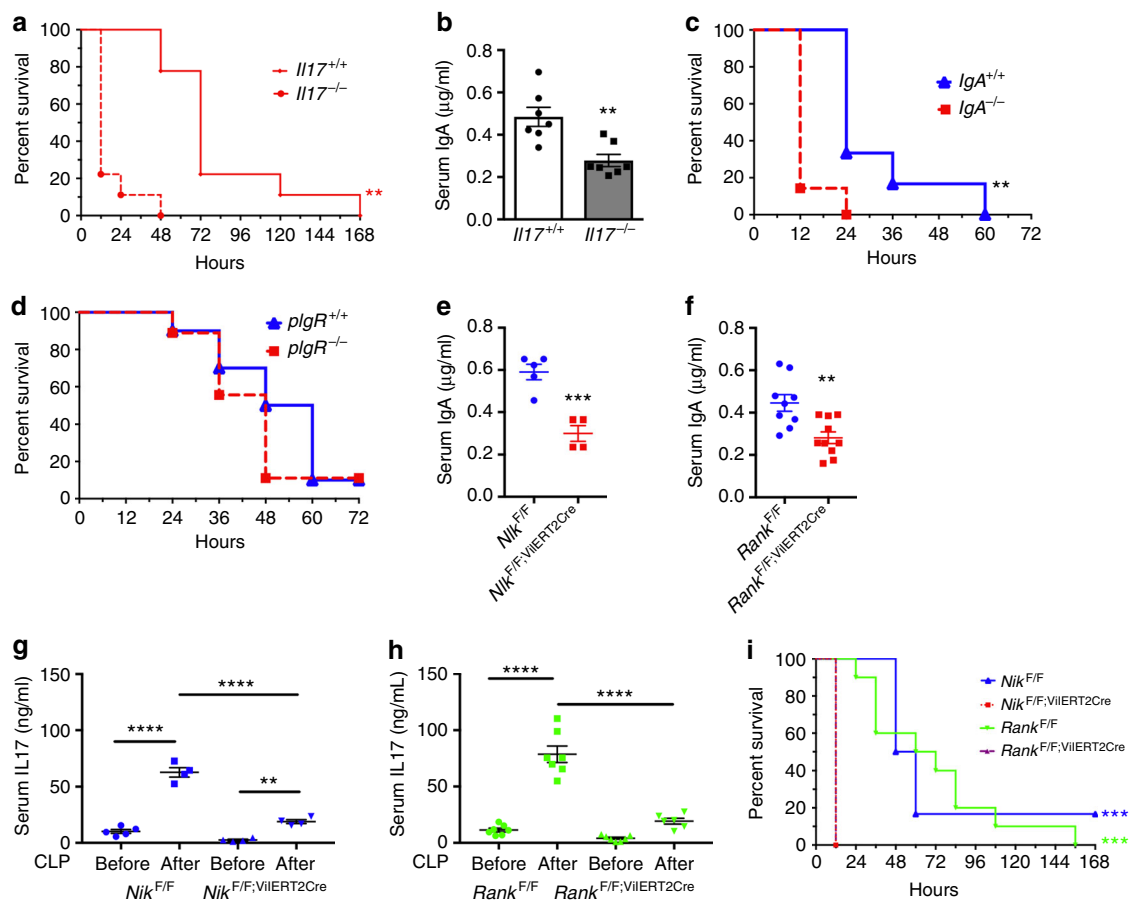 a
Percent survival
100
80
60
40
20
0
Il17+/+
Il17−/−
**
0 24 48 72 96 120 144 168
Hours
b
Serum IgA (μg/ml)
0.8
0.6
0.4
0.2
0.0
**
Il17+/+ Il17−/−
c
Percent survival
100
80
60
40
20
0
IgA+/+
IgA−/−
**
0 12 24 36 48 60 72
Hours
d
Percent survival
100
80
60
40
20
0
pIgR+/+
pIgR−/−
0 12 24 36 48 60 72
Hours
e
Serum IgA (μg/ml)
0.8
0.6
0.4
0.2
0.0
***
NIkF/F
NIkF/F;VilERT2Cre
f
Serum IgA (μg/ml)
0.8
0.6
0.4
0.2
0.0
**
RankF/F
RankF/F;VilERT2Cre
g
Serum IL17 (ng/ml)
150
100
50
0
****
****
**
CLP Before After Before After
NikF/F NikF/F;VilERT2Cre
h
Serum IL17 (ng/mL)
150
100
50
0
****
****
CLP Before After Before After
RankF/F RankF/F;VilERT2Cre
i
Percent survival
100
80
60
40
20
0
NikF/F
NikF/F;VilERT2Cre
RankF/F
RankF/F;VilERT2Cre
***
***
0 24 48 72 96 120 144 168
Hours